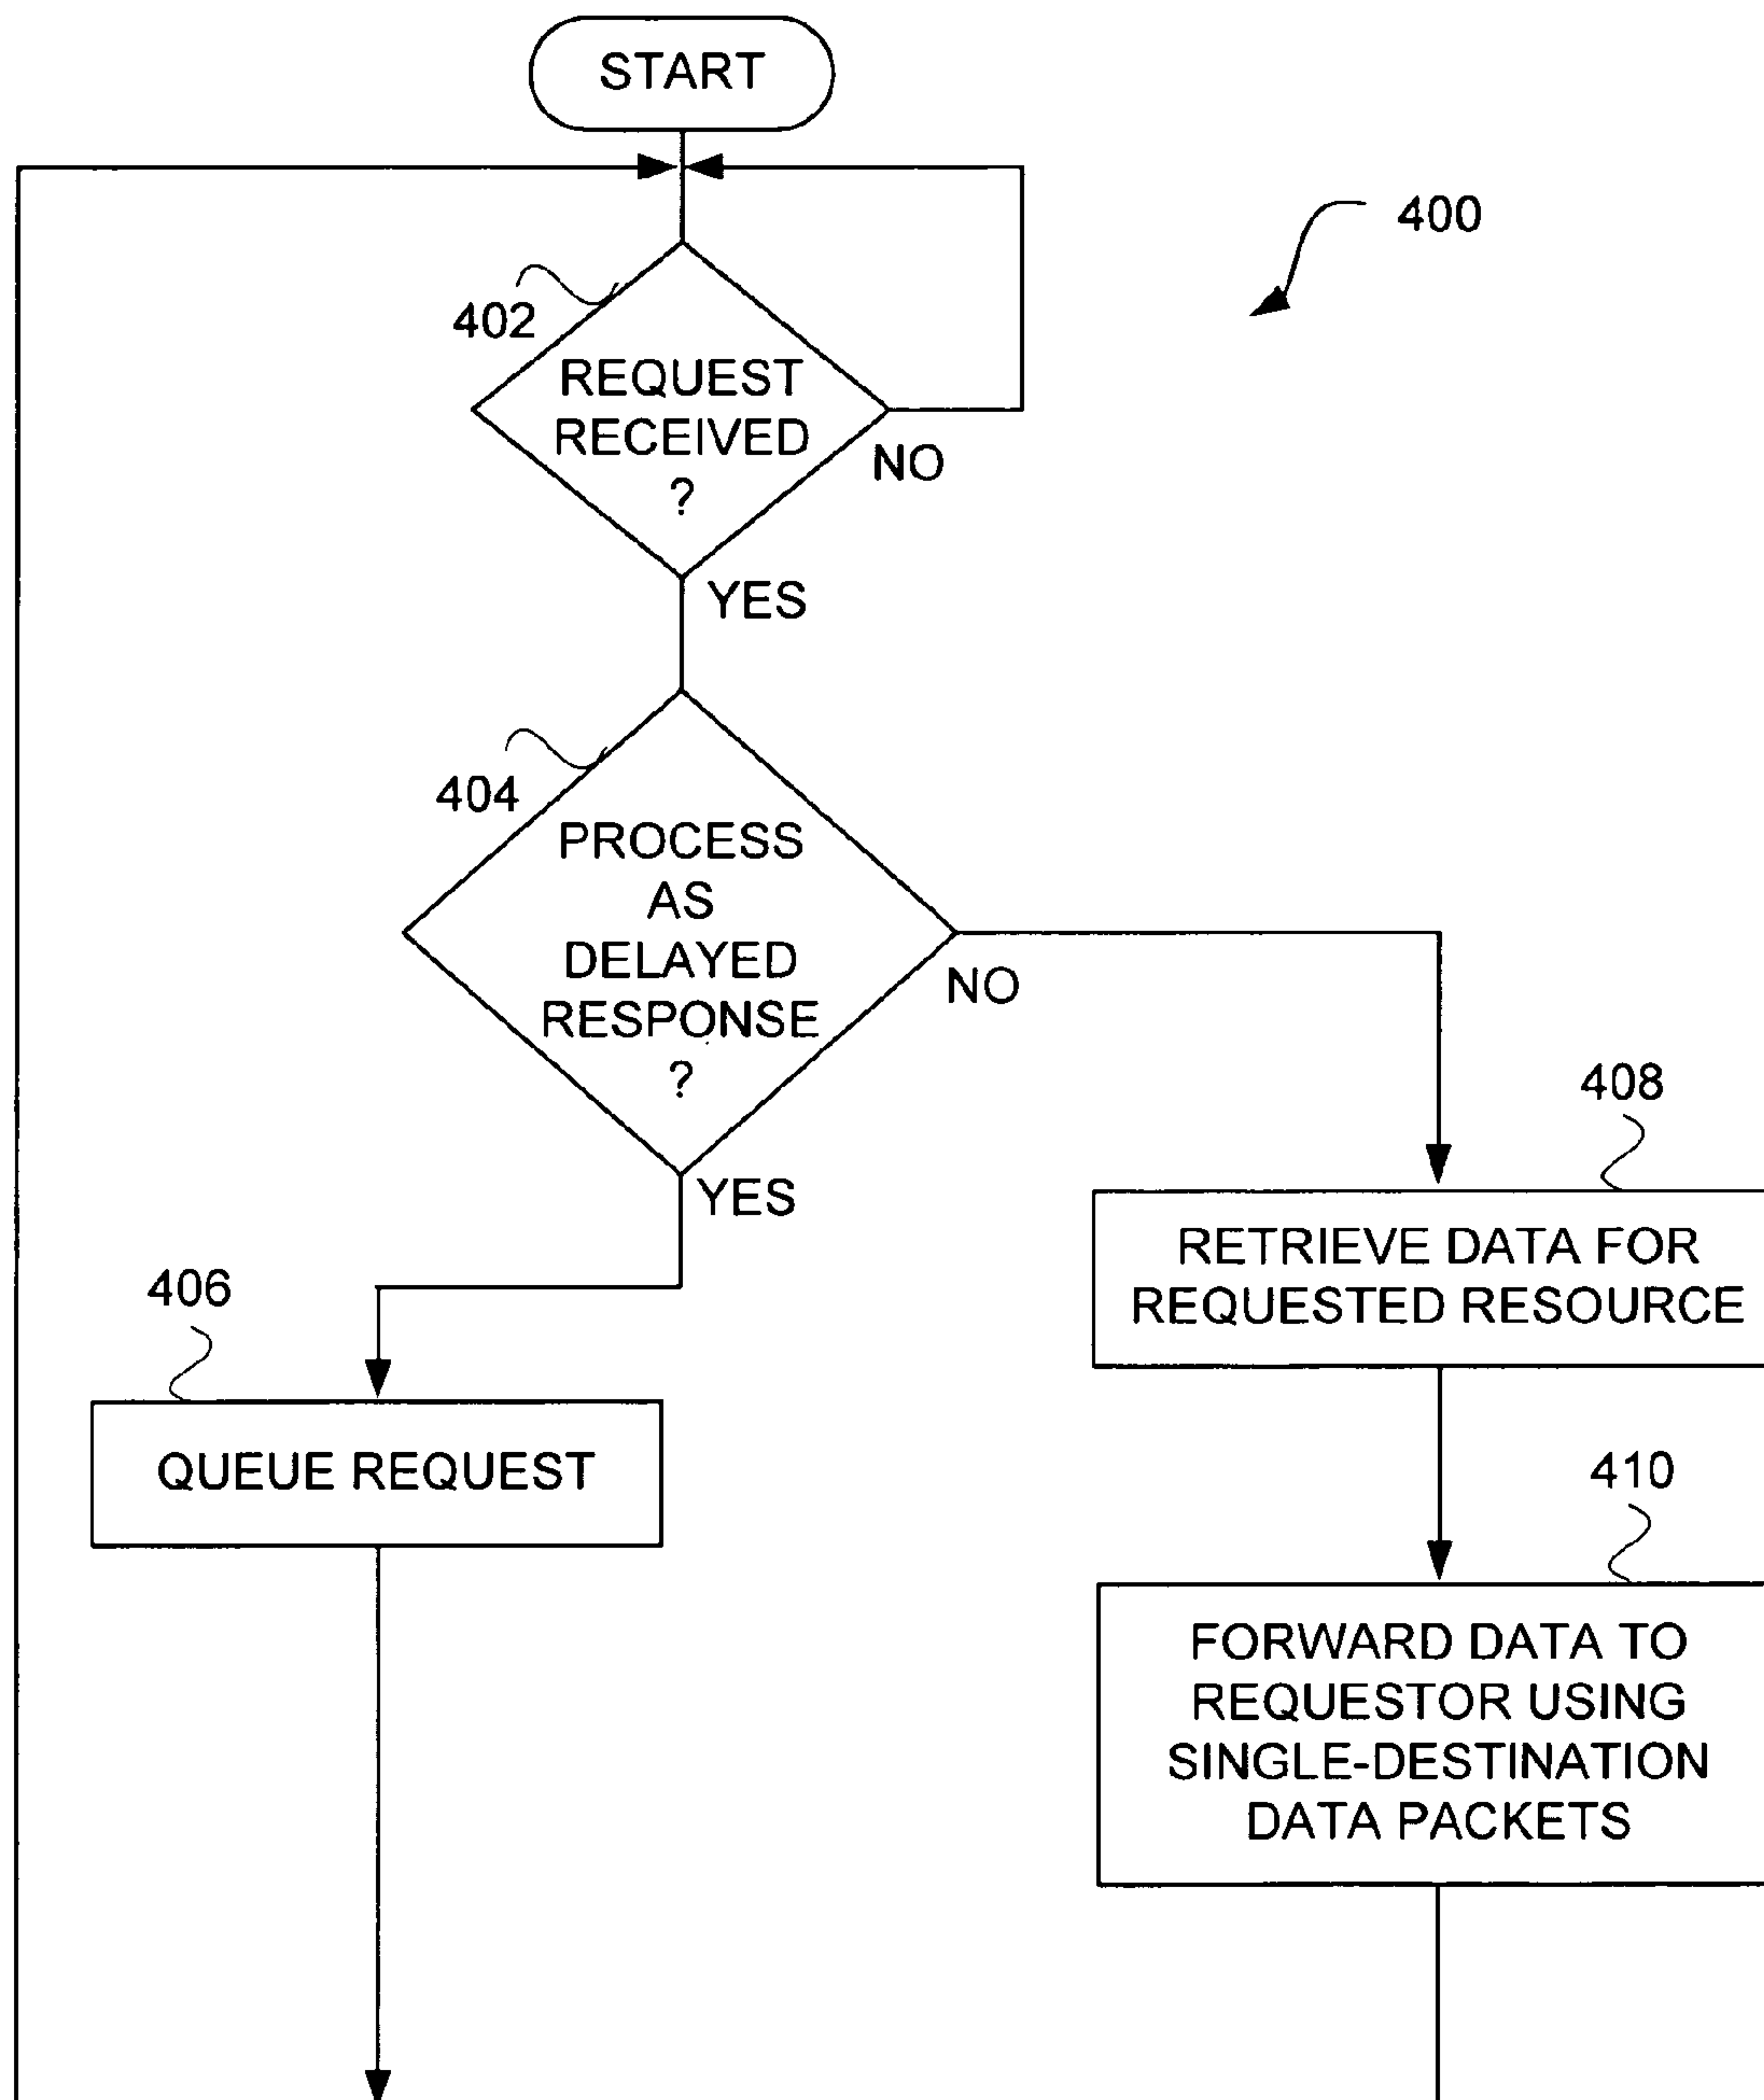 START
400
402
REQUEST
RECEIVED
?
NO
YES
404
PROCESS
AS
DELAYED
RESPONSE
?
NO
YES
408
RETRIEVE DATA FOR
REQUESTED RESOURCE
406
QUEUE REQUEST
410
FORWARD DATA TO
REQUESTOR USING
SINGLE-DESTINATION
DATA PACKETS